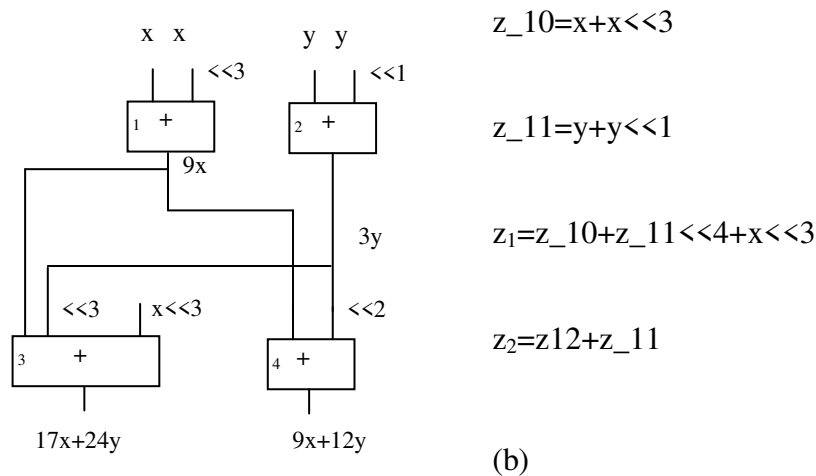 x x
<<3
y y
<<1
1 +
2 +
9x
3y
<<3
x<<3
<<2
3 +
4 +
17x+24y
9x+12y
z_10=x+x<<3
z_11=y+y<<1
z₁=z_10+z_11<<4+x<<3
z₂=z12+z_11
(b)